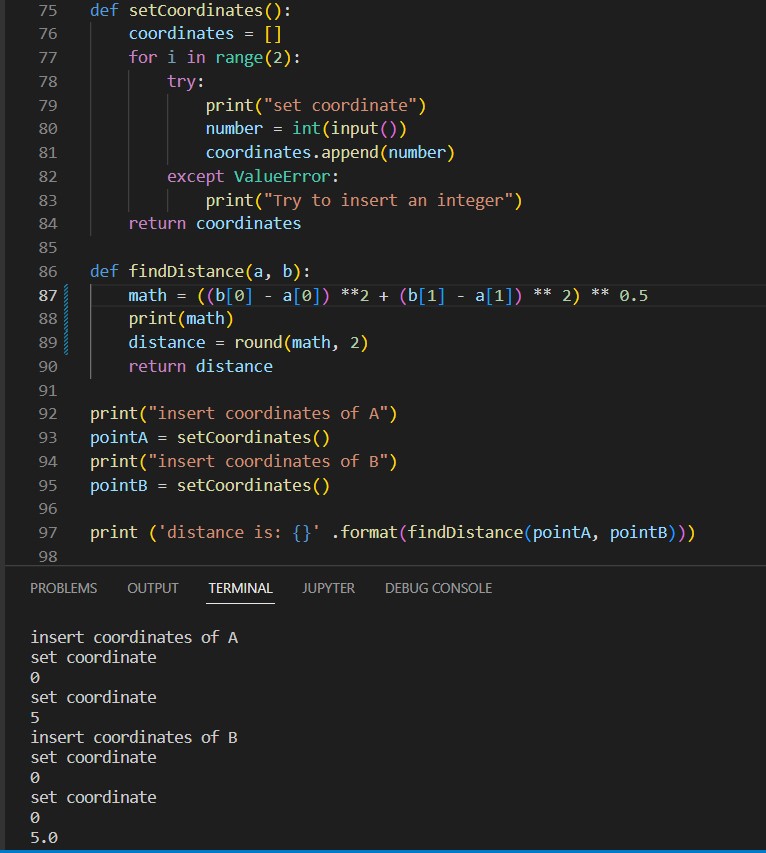 75 def setCoordinates():
76     coordinates = []
77     for i in range(2):
78         try:
79             print("set coordinate")
80             number = int(input())
81             coordinates.append(number)
82         except ValueError:
83             print("Try to insert an integer")
84     return coordinates
85
86 def findDistance(a, b):
87     math = ((b[0] - a[0]) **2 + (b[1] - a[1]) ** 2) ** 0.5
88     print(math)
89     distance = round(math, 2)
90     return distance
91
92 print("insert coordinates of A")
93 pointA = setCoordinates()
94 print("insert coordinates of B")
95 pointB = setCoordinates()
96
97 print ('distance is: {}' .format(findDistance(pointA, pointB)))
98
PROBLEMS OUTPUT TERMINAL JUPYTER DEBUG CONSOLE
insert coordinates of A
set coordinate
0
set coordinate
5
insert coordinates of B
set coordinate
0
set coordinate
0
5.0